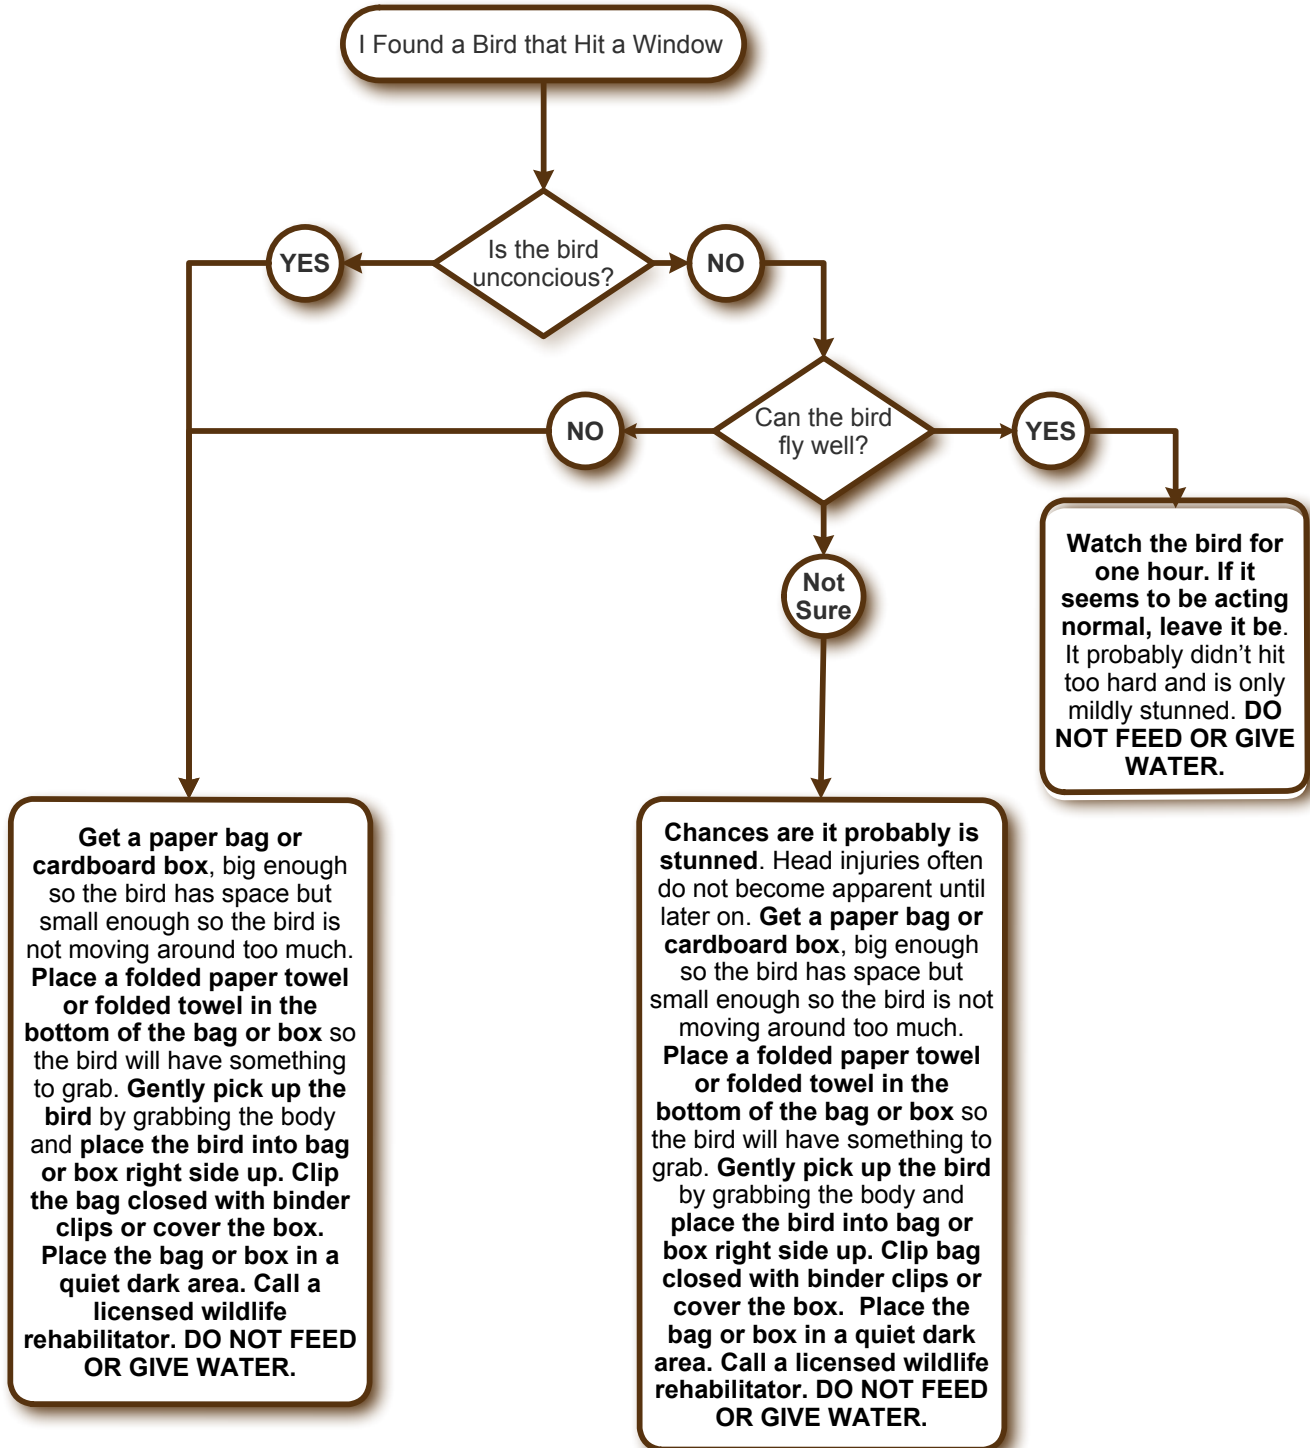 I Found a Bird that Hit a Window
Is the bird
unconcious?
YES
NO
Can the bird
fly well?
NO
YES
Not
Sure
Watch the bird for
one hour. If it
seems to be acting
normal, leave it be.
It probably didn’t hit
too hard and is only
mildly stunned. DO
NOT FEED OR GIVE
WATER.
Get a paper bag or
cardboard box, big enough
so the bird has space but
small enough so the bird is
not moving around too much.
Place a folded paper towel
or folded towel in the
bottom of the bag or box so
the bird will have something
to grab. Gently pick up the
bird by grabbing the body
and place the bird into bag
or box right side up. Clip
the bag closed with binder
clips or cover the box.
Place the bag or box in a
quiet dark area. Call a
licensed wildlife
rehabilitator. DO NOT FEED
OR GIVE WATER.
Chances are it probably is
stunned. Head injuries often
do not become apparent until
later on. Get a paper bag or
cardboard box, big enough
so the bird has space but
small enough so the bird is not
moving around too much.
Place a folded paper towel
or folded towel in the
bottom of the bag or box so
the bird will have something to
grab. Gently pick up the bird
by grabbing the body and
place the bird into bag or
box right side up. Clip bag
closed with binder clips or
cover the box.  Place the
bag or box in a quiet dark
area. Call a licensed wildlife
rehabilitator. DO NOT FEED
OR GIVE WATER.